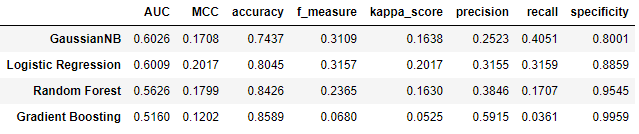 AUC MCC accuracy f_measure kappa_score precision recall specificity
GaussianNB 0.6026 0.1708 0.7437 0.3109 0.1638 0.2523 0.4051 0.8001
Logistic Regression 0.6009 0.2017 0.8045 0.3157 0.2017 0.3155 0.3159 0.8859
Random Forest 0.5626 0.1799 0.8426 0.2365 0.1630 0.3846 0.1707 0.9545
Gradient Boosting 0.5160 0.1202 0.8589 0.0680 0.0525 0.5915 0.0361 0.9959